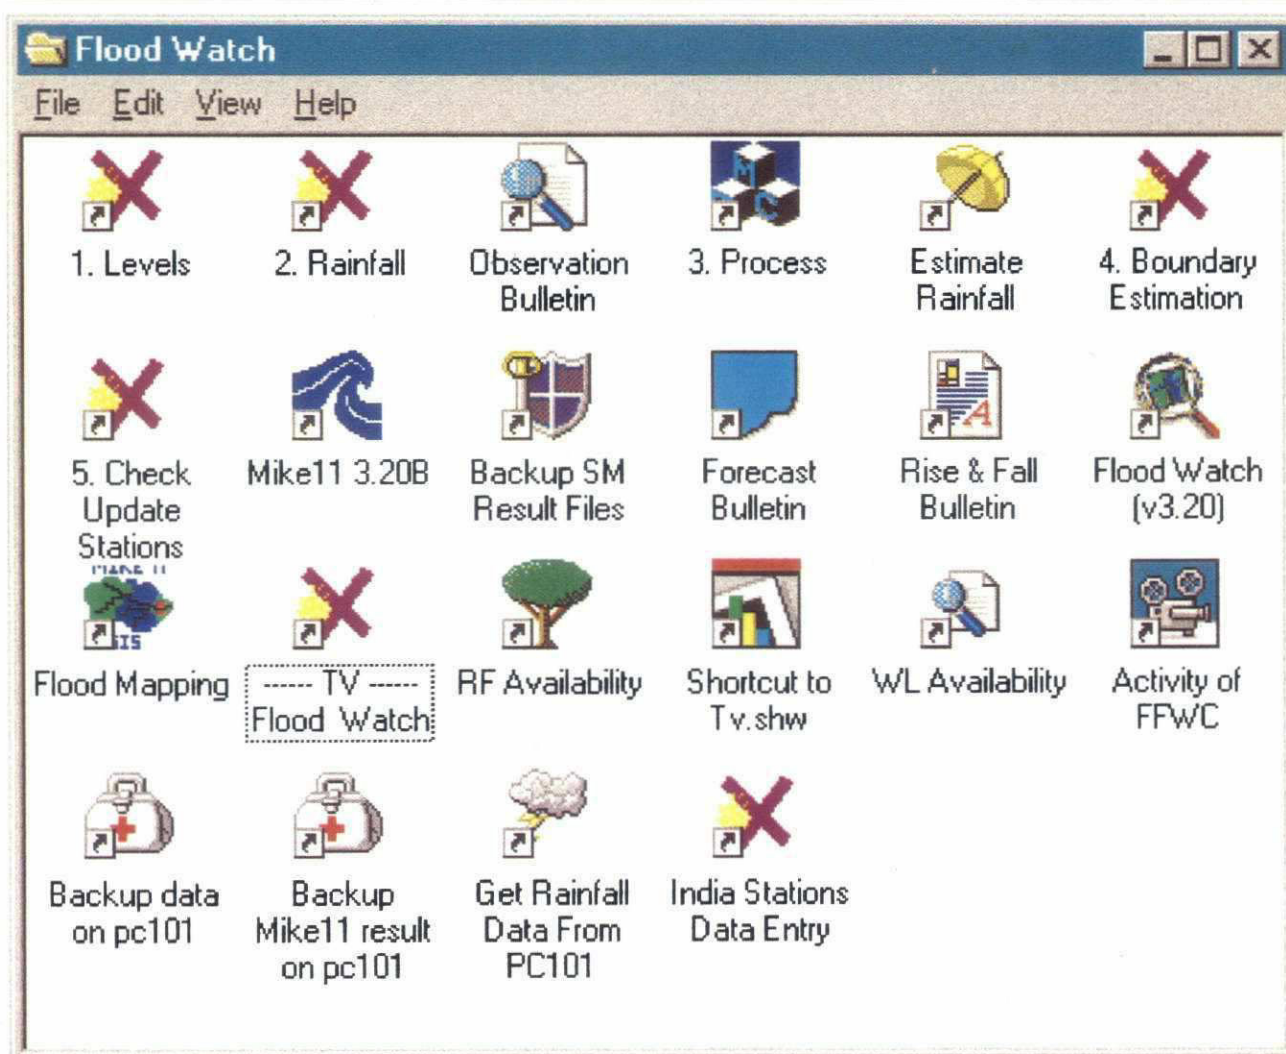 Flood Watch
File Edit View Help
1. Levels
2. Rainfall
Observation
Bulletin
3. Process
Estimate
Rainfall
4. Boundary
Estimation
5. Check
Update
Stations
Mike11 3.20B
Backup SM
Result Files
Forecast
Bulletin
Rise & Fall
Bulletin
Flood Watch
(v3.20)
Flood Mapping
------ TV ------
Flood Watch
RF Availability
Shortcut to
Tv.shw
WL Availability
Activity of
FFWC
Backup data
on pc101
Backup
Mike11 result
on pc101
Get Rainfall
Data From
PC101
India Stations
Data Entry